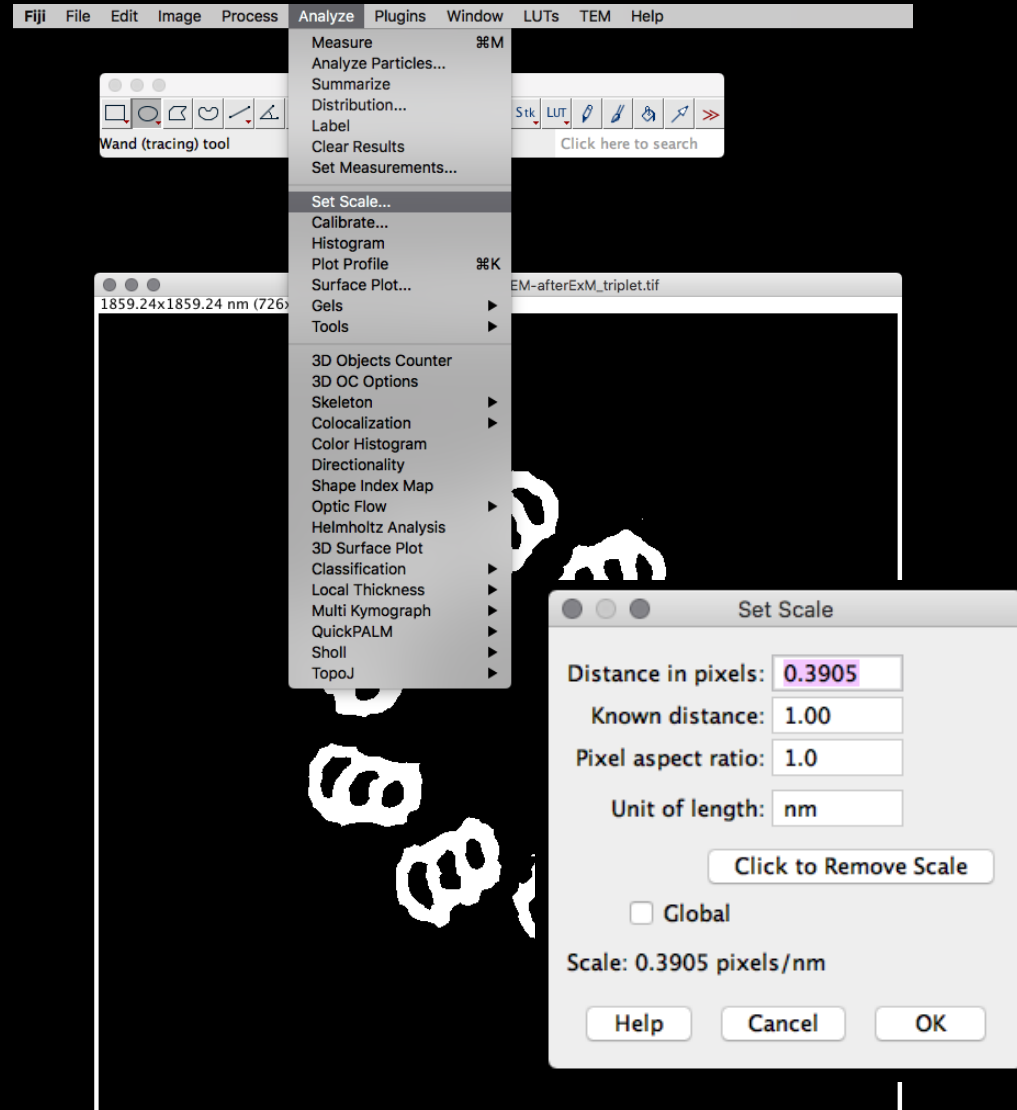 Fiji File Edit Image Process Analyze Plugins Window LUTs TEM Help
Measure ⌘M
Analyze Particles...
Summarize
Distribution...
Label
Clear Results
Set Measurements...
Set Scale...
Calibrate...
Histogram
Plot Profile ⌘K
Surface Plot...
Gels
Tools
3D Objects Counter
3D OC Options
Skeleton
Colocalization
Color Histogram
Directionality
Shape Index Map
Optic Flow
Helmholtz Analysis
3D Surface Plot
Classification
Local Thickness
Multi Kymograph
QuickPALM
Sholl
TopoJ
Stk LUT
Wand (tracing) tool
Click here to search
EM-afterExM_triplet.tif
1859.24x1859.24 nm (726x
Set Scale
Distance in pixels: 0.3905
Known distance: 1.00
Pixel aspect ratio: 1.0
Unit of length: nm
Click to Remove Scale
Global
Scale: 0.3905 pixels/nm
Help Cancel OK